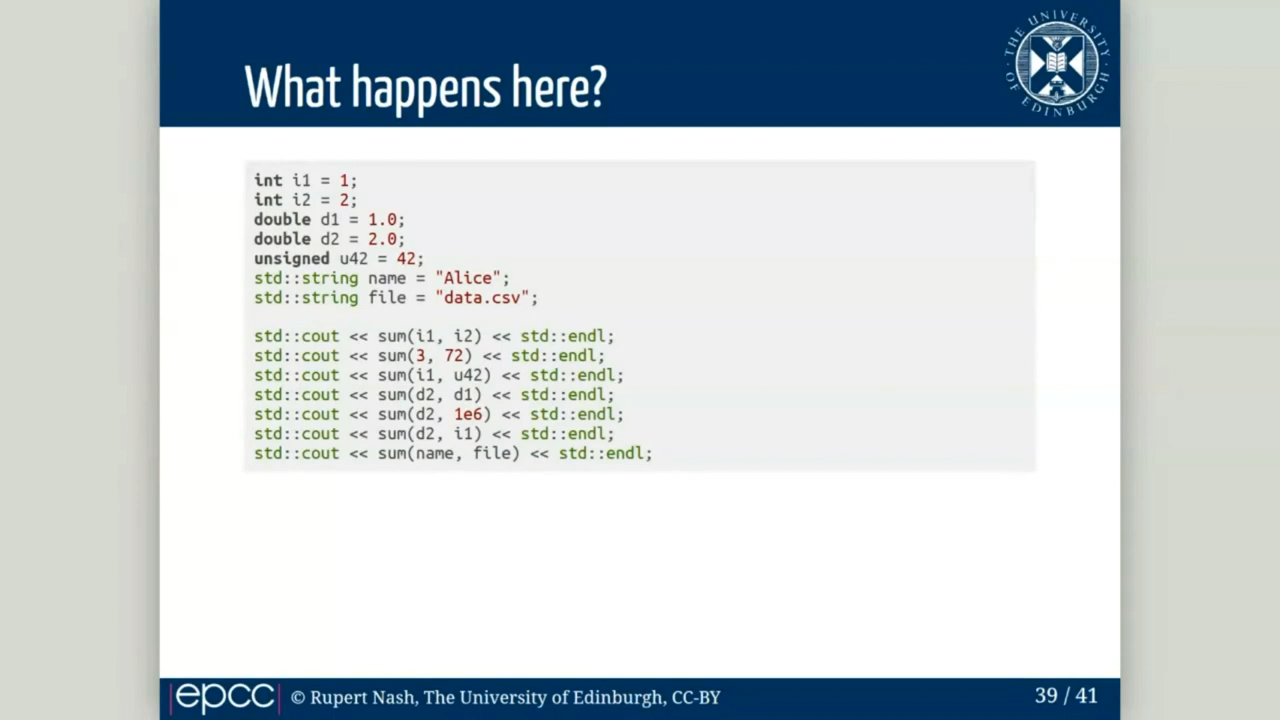 What happens here?
THE UNIVERSITY OF EDINBURGH
int i1 = 1;
int i2 = 2;
double d1 = 1.0;
double d2 = 2.0;
unsigned u42 = 42;
std::string name = "Alice";
std::string file = "data.csv";
std::cout << sum(i1, i2) << std::endl;
std::cout << sum(3, 72) << std::endl;
std::cout << sum(i1, u42) << std::endl;
std::cout << sum(d2, d1) << std::endl;
std::cout << sum(d2, 1e6) << std::endl;
std::cout << sum(d2, i1) << std::endl;
std::cout << sum(name, file) << std::endl;
epcc © Rupert Nash, The University of Edinburgh, CC-BY 39 / 41